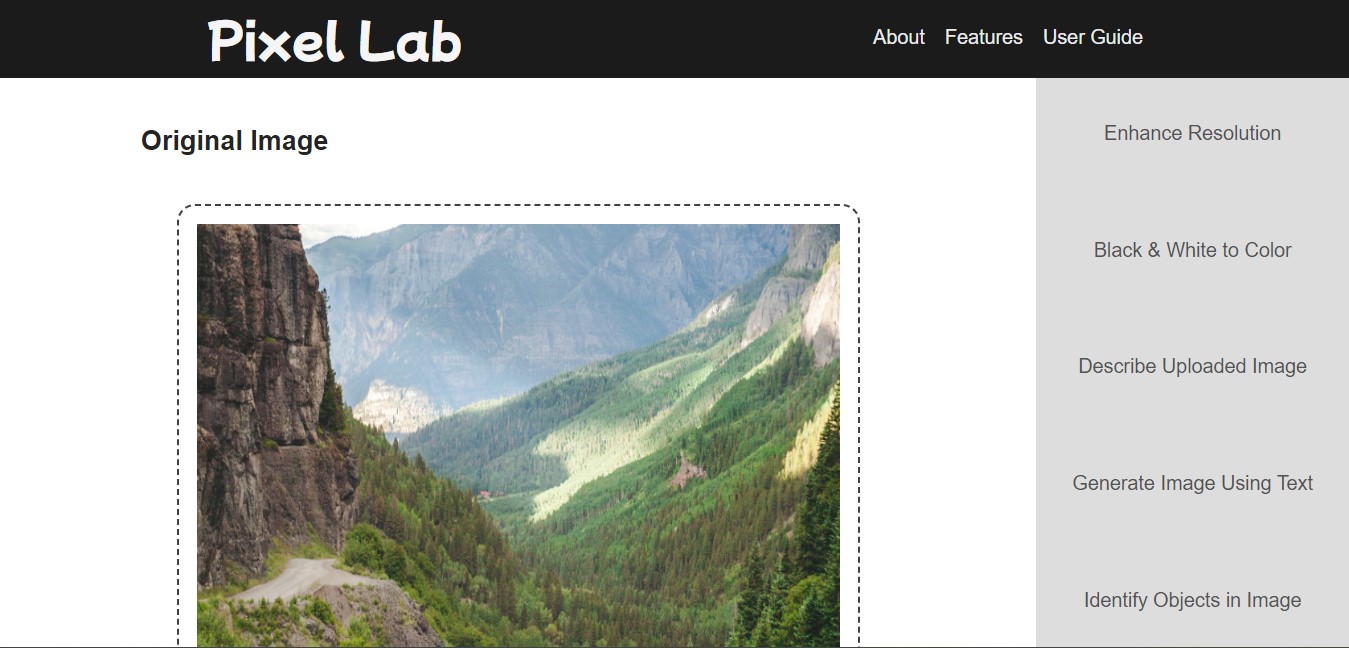 Pixel Lab
About Features User Guide
Original Image
Enhance Resolution
Black & White to Color
Describe Uploaded Image
Generate Image Using Text
Identify Objects in Image